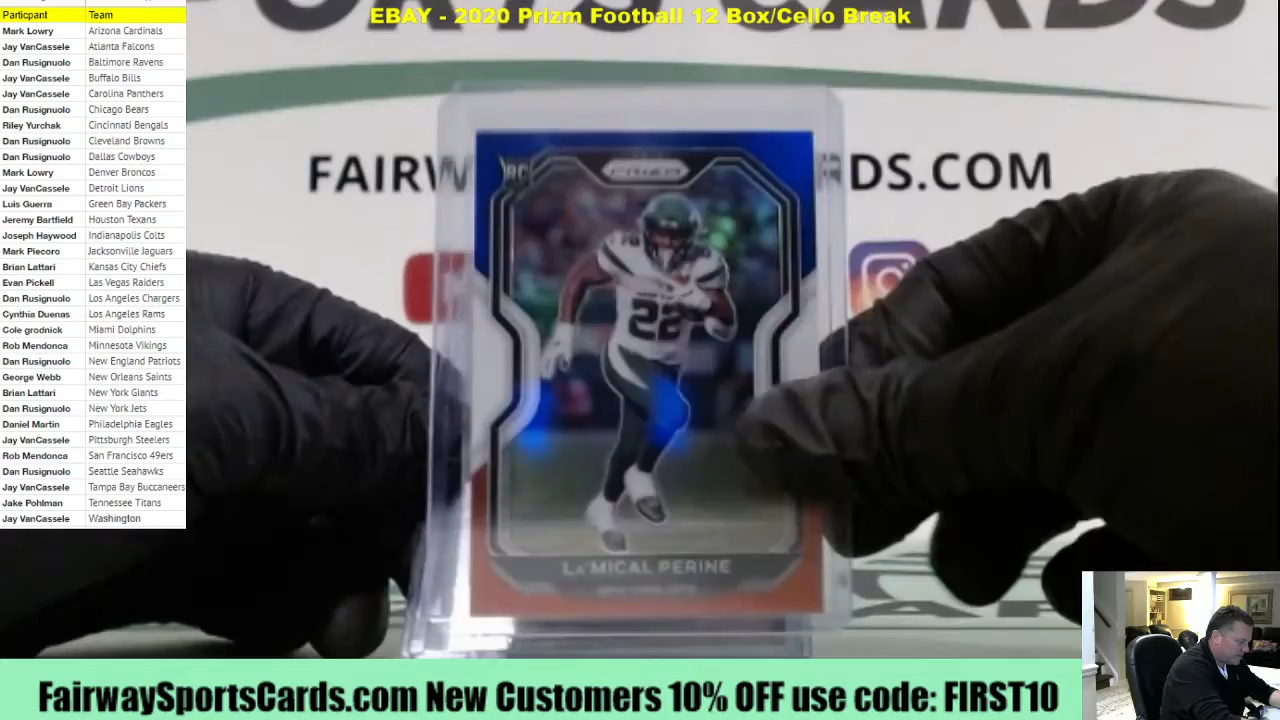 EBAY - 2020 Prizm Football 12 Box/Cello Break
Particpant Team
Mark Lowry Arizona Cardinals
Jay VanCassele Atlanta Falcons
Dan Rusignuolo Baltimore Ravens
Jay VanCassele Buffalo Bills
Jay VanCassele Carolina Panthers
Dan Rusignuolo Chicago Bears
Riley Yurchak Cincinnati Bengals
Dan Rusignuolo Cleveland Browns
Dan Rusignuolo Dallas Cowboys
Mark Lowry Denver Broncos
Jay VanCassele Detroit Lions
Luis Guerra Green Bay Packers
Jeremy Bartfield Houston Texans
Joseph Haywood Indianapolis Colts
Mark Piecoro Jacksonville Jaguars
Brian Lattari Kansas City Chiefs
Evan Pickell Las Vegas Raiders
Dan Rusignuolo Los Angeles Chargers
Cynthia Duenas Los Angeles Rams
Cole grodnick Miami Dolphins
Rob Mendonca Minnesota Vikings
Dan Rusignuolo New England Patriots
George Webb New Orleans Saints
Brian Lattari New York Giants
Dan Rusignuolo New York Jets
Daniel Martin Philadelphia Eagles
Jay VanCassele Pittsburgh Steelers
Rob Mendonca San Francisco 49ers
Dan Rusignuolo Seattle Seahawks
Jay VanCassele Tampa Bay Buccaneers
Jake Pohlman Tennessee Titans
Jay VanCassele Washington
SPORTS CARDS
FAIRW RDS.COM
RC PRIZM
22
LA'MICAL PERINE
FairwaySportsCards.com New Customers 10% OFF use code: FIRST10